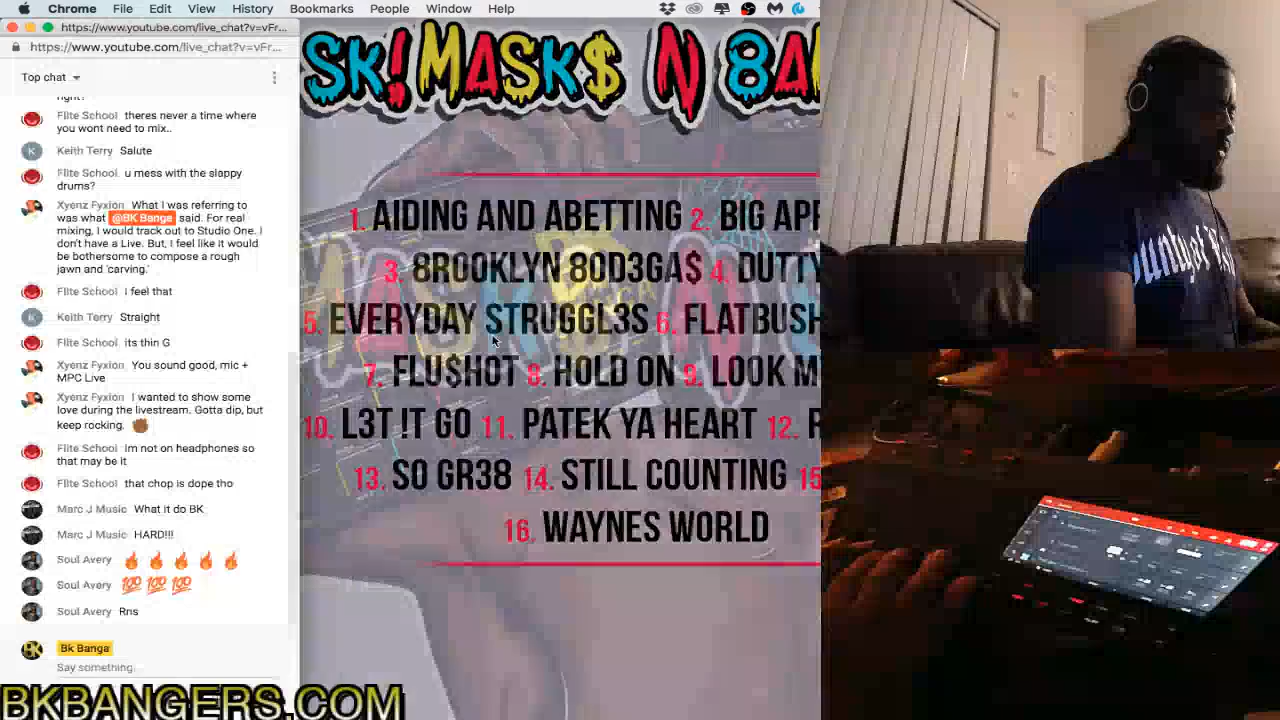 Chrome File Edit View History Bookmarks People Window Help
https://www.youtube.com/live_chat?v=vFr...
https://www.youtube.com/live_chat?v=vFr...
Top chat
right?
Flite School theres never a time where
you wont need to mix..
Keith Terry Salute
Flite School u mess with the slappy
drums?
Xyenz Fyxion What I was referring to
was what @BK Banga said. For real
mixing, I would track out to Studio One. I
don't have a Live. But, I feel like it would
be bothersome to compose a rough
jawn and 'carving.'
Flite School I feel that
Keith Terry Straight
Flite School its thin G
Xyenz Fyxion You sound good, mic +
MPC Live
Xyenz Fyxion I wanted to show some
love during the livestream. Gotta dip, but
keep rocking.
Flite School Im not on headphones so
that may be it
Flite School that chop is dope tho
Marc J Music What it do BK
Marc J Music HARD!!!
Soul Avery
Soul Avery 100 100 100
Soul Avery Rns
Bk Banga
Say something...
SK!MASK$ N 8A
1. AIDING AND ABETTING 2. BIG APP
3. 8ROOKLYN 8OD3GA$ 4. DUTTY
5. EVERYDAY STRUGGL3S 6. FLATBUSH
7. FLU$HOT 8. HOLD ON 9. LOOK M
10. L3T IT GO 11. PATEK YA HEART 12.
13. SO GR38 14. STILL COUNTING 15
16. WAYNES WORLD
BKBANGERS.COM